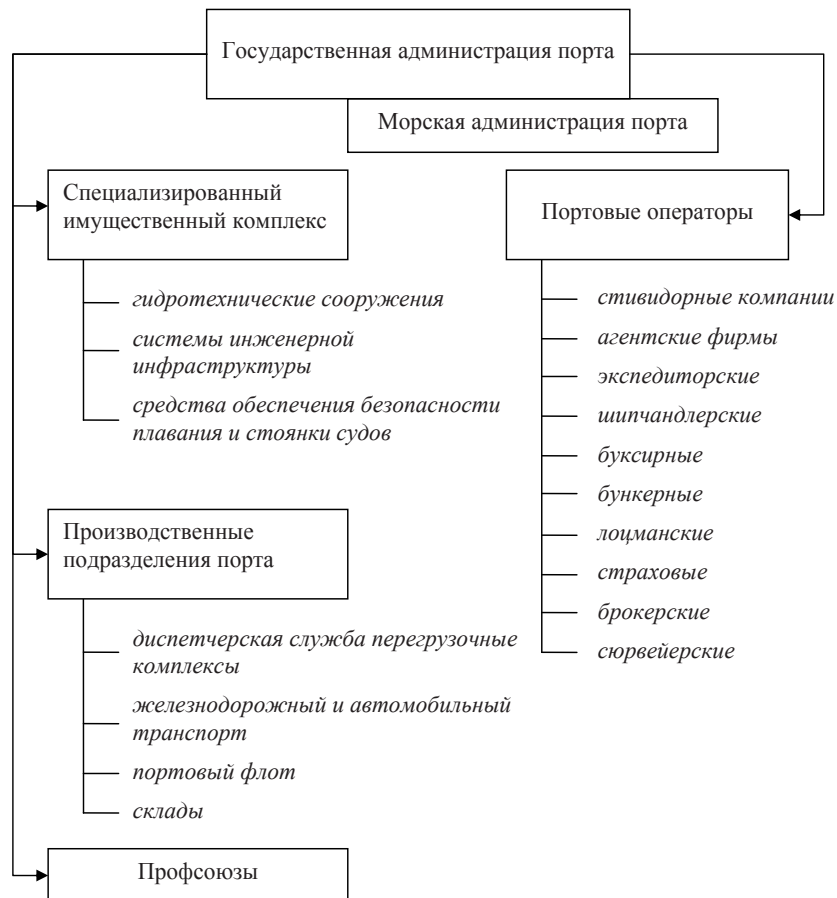 Государственная администрация порта
Морская администрация порта
Специализированный
имущественный комплекс
гидротехнические сооружения
системы инженерной
инфраструктуры
средства обеспечения безопасности
плавания и стоянки судов
Производственные
подразделения порта
диспетчерская служба перегрузочные
комплексы
железнодорожный и автомобильный
транспорт
портовый флот
склады
Профсоюзы
Портовые операторы
стивидорные компании
агентские фирмы
экспедиторские
шипчандлерские
буксирные
бункерные
лоцманские
страховые
брокерские
сюрвейерские